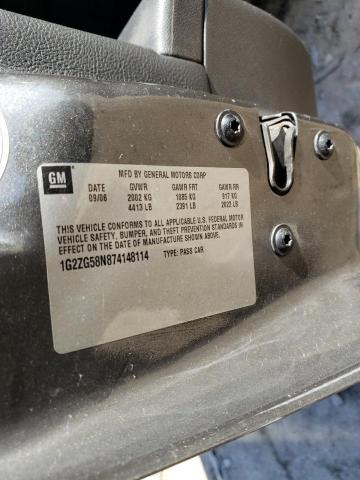 GM
MFD BY GENERAL MOTORS CORP
DATE GVWR GAWR FRT GAWR RR
09/06 2002 KG 1085 KG 917 KG
4413 LB 2391 LB 2022 LB
THIS VEHICLE CONFORMS TO ALL APPLICABLE U.S. FEDERAL MOTOR
VEHICLE SAFETY, BUMPER, AND THEFT PREVENTION STANDARDS IN
EFFECT ON THE DATE OF MANUFACTURE SHOWN ABOVE.
1G2ZG58N874148114 TYPE: PASS CAR